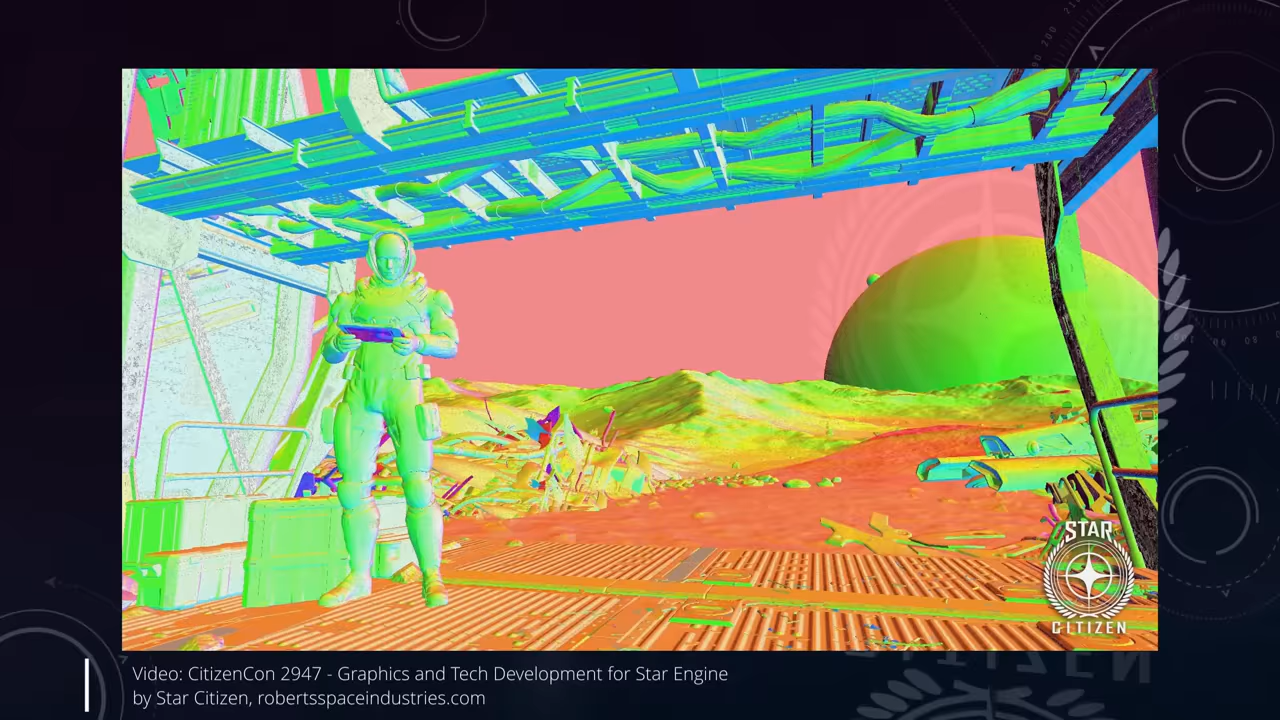 STAR
CITIZEN
Video: CitizenCon 2947 - Graphics and Tech Development for Star Engine
by Star Citizen, robertsspaceindustries.com